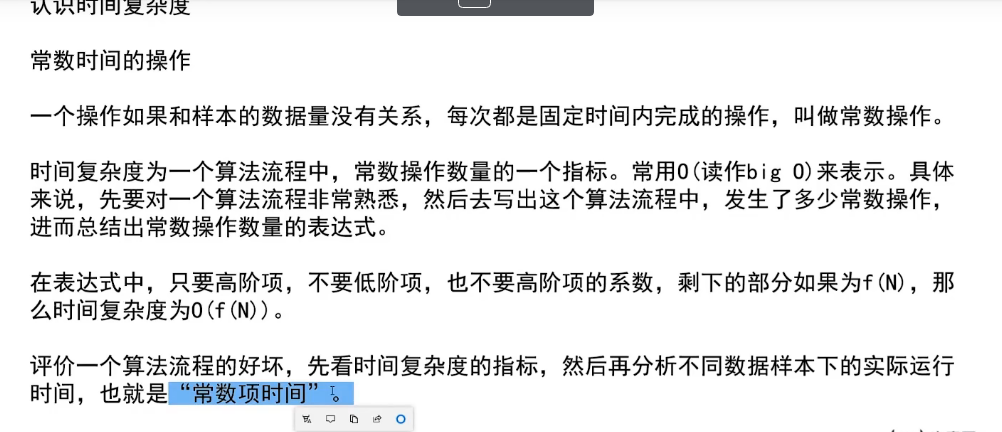 认识时间复杂度
常数时间的操作
一个操作如果和样本的数据量没有关系，每次都是固定时间内完成的操作，叫做常数操作。
时间复杂度为一个算法流程中，常数操作数量的一个指标。常用O(读作big O)来表示。具体
来说，先要对一个算法流程非常熟悉，然后去写出这个算法流程中，发生了多少常数操作，
进而总结出常数操作数量的表达式。
在表达式中，只要高阶项，不要低阶项，也不要高阶项的系数，剩下的部分如果为f(N)，那
么时间复杂度为O(f(N))。
评价一个算法流程的好坏，先看时间复杂度的指标，然后再分析不同数据样本下的实际运行
时间，也就是“常数项时间”。